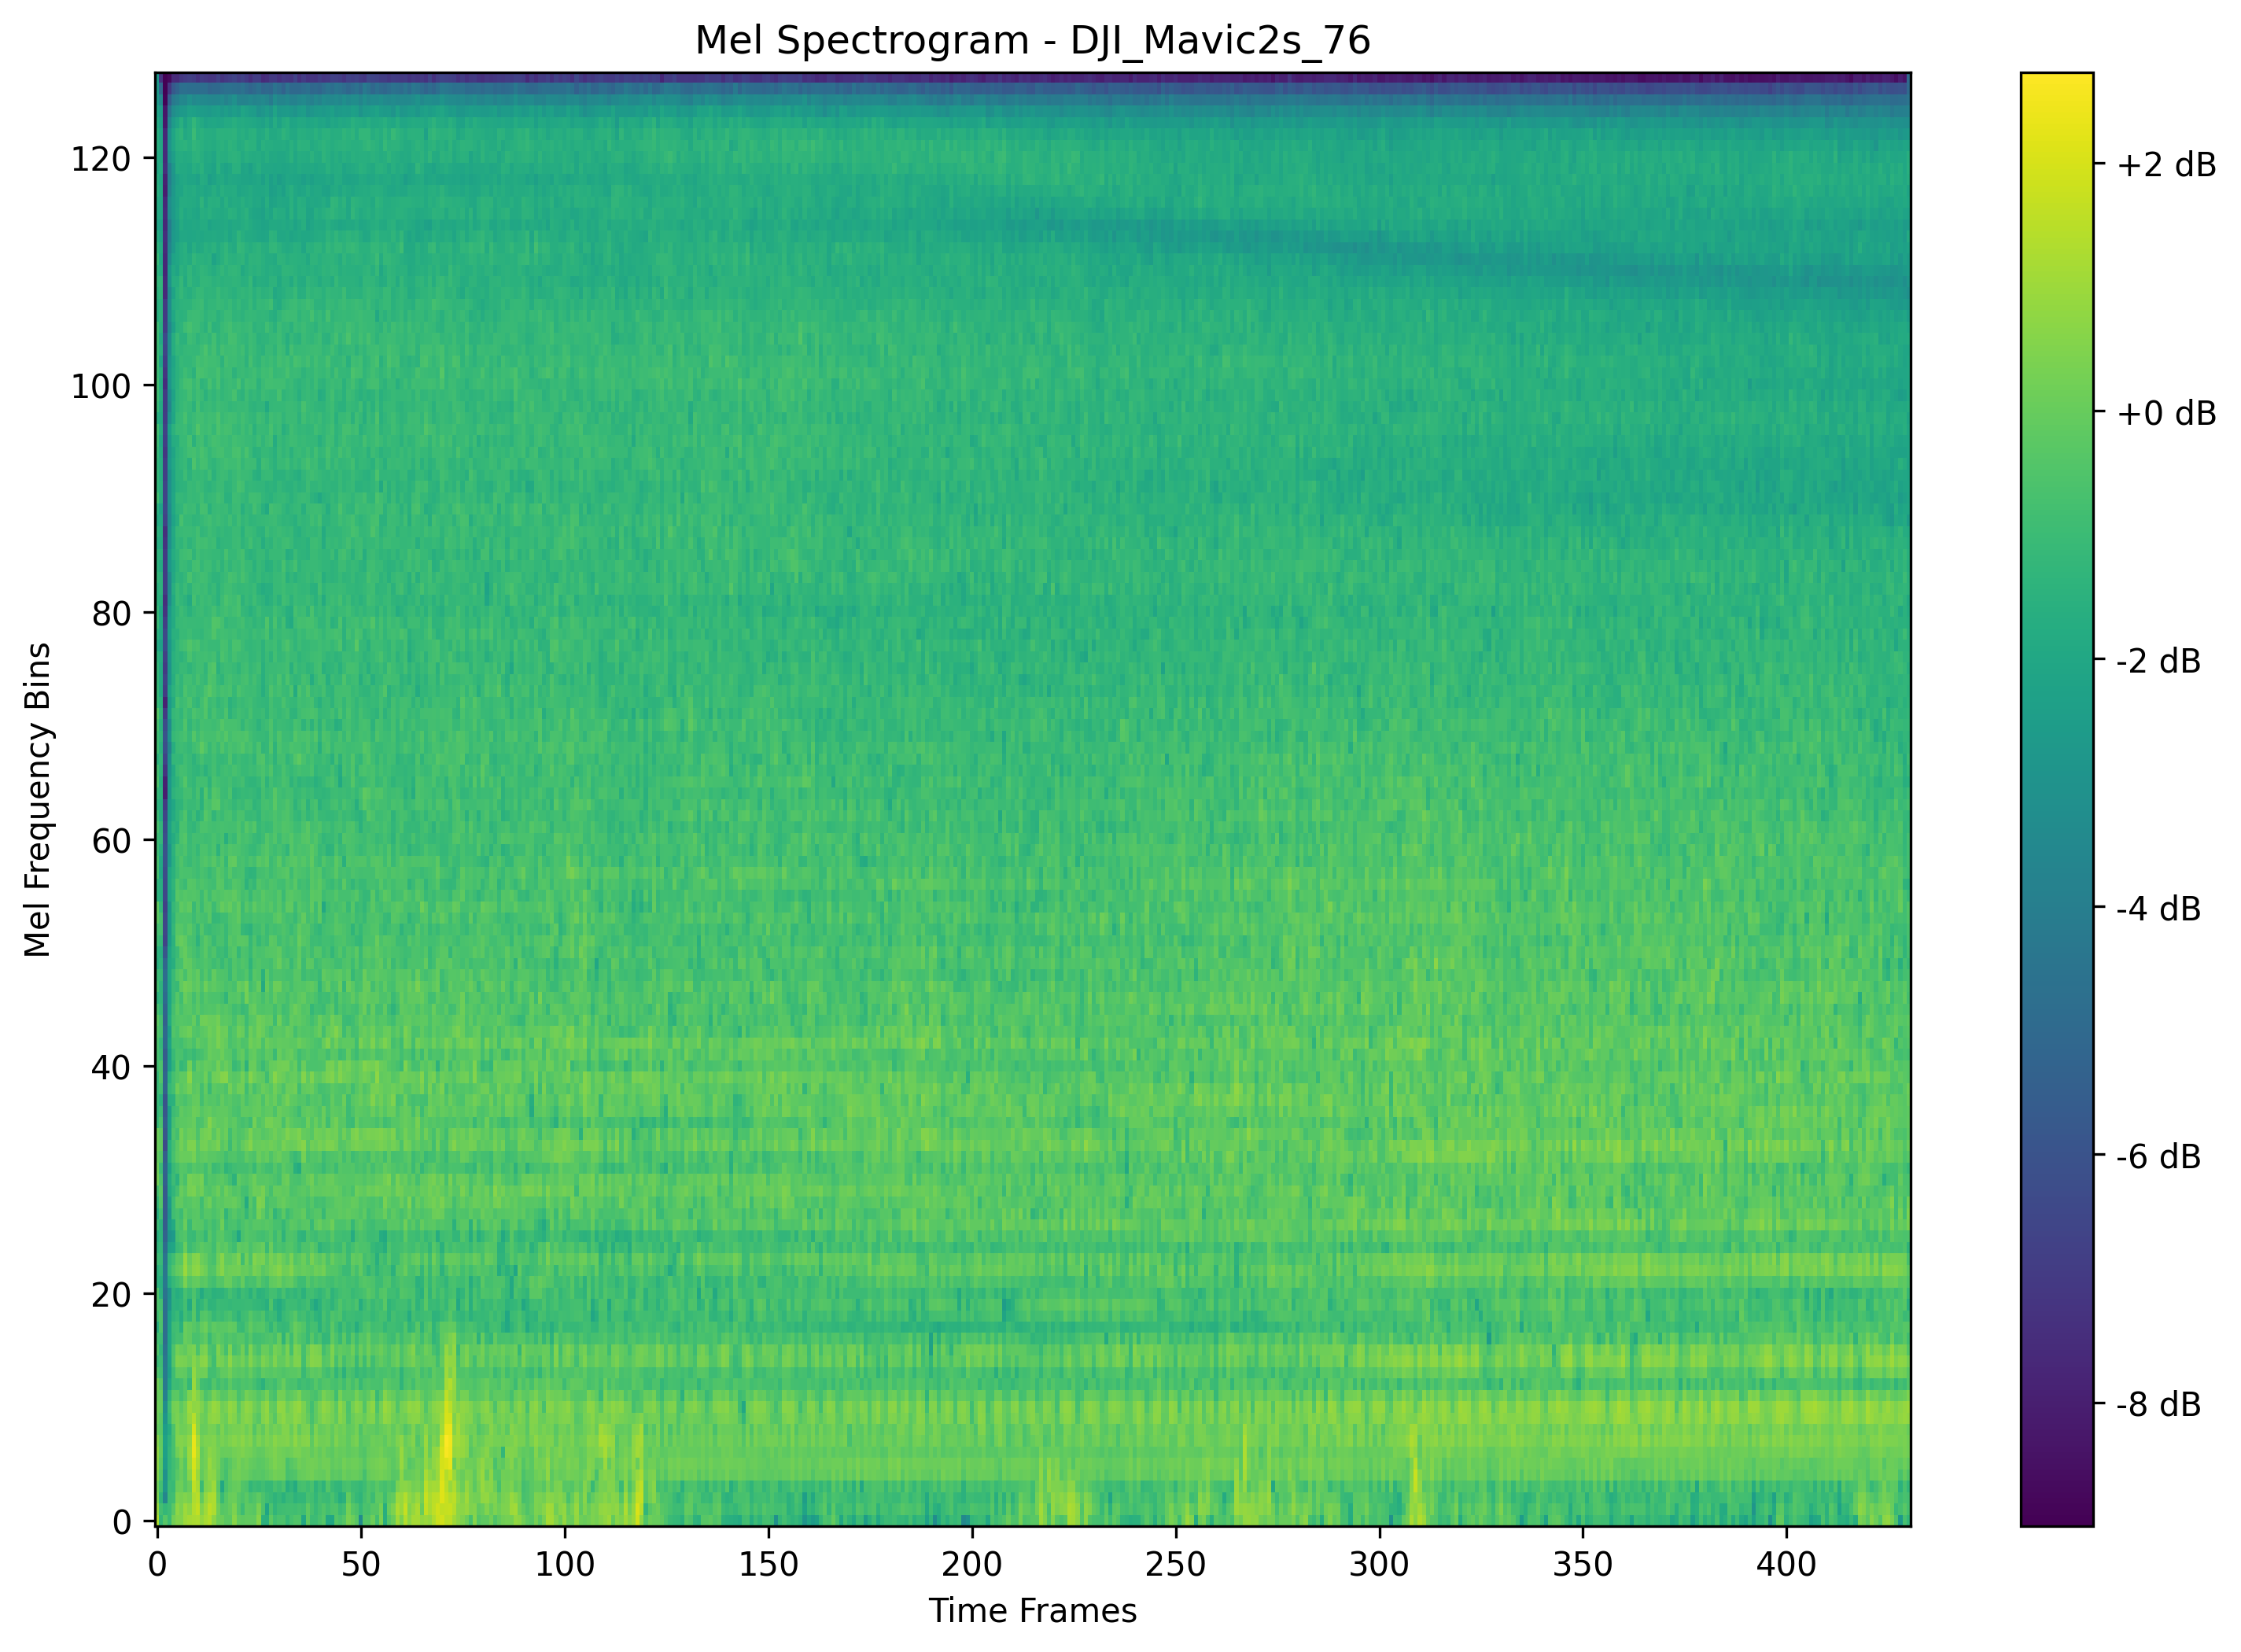 Mel Spectrogram - DJI_Mavic2s_76
Mel Frequency Bins
120
100
80
60
40
20
0
0 50 100 150 200 250 300 350 400
Time Frames
+2 dB
+0 dB
-2 dB
-4 dB
-6 dB
-8 dB